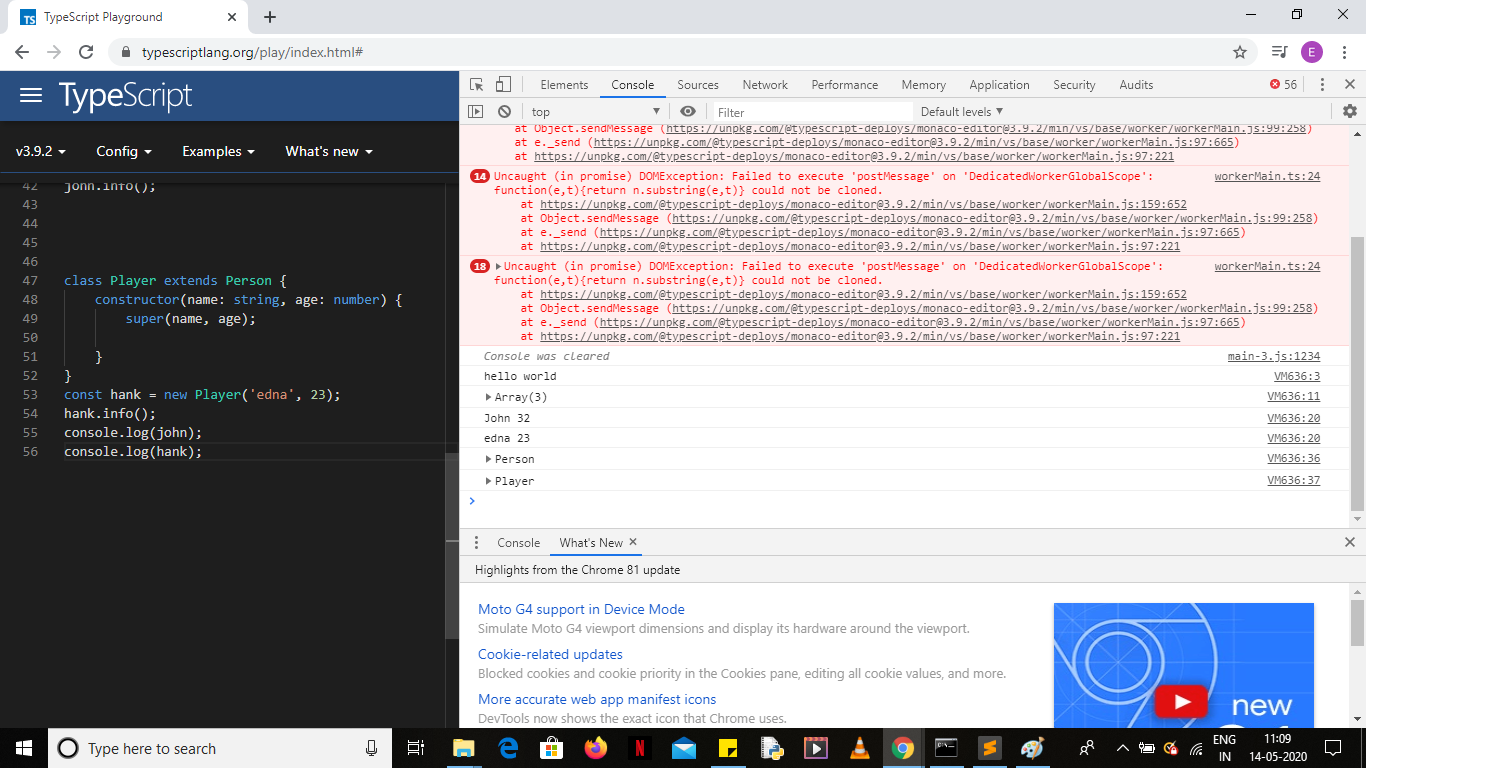 TS TypeScript Playground
typescriptlang.org/play/index.html#
E
TypeScript
v3.9.2 Config Examples What's new
42 john.info();
43
44
45
46
47 class Player extends Person {
48 constructor(name: string, age: number) {
49 super(name, age);
50
51 }
52 }
53 const hank = new Player('edna', 23);
54 hank.info();
55 console.log(john);
56 console.log(hank);
Elements Console Sources Network Performance Memory Application Security Audits 56
top Filter Default levels
at Object.sendMessage (https://unpkg.com/@typescript-deploys/monaco-editor@3.9.2/min/vs/base/worker/workerMain.js:99:258)
at e._send (https://unpkg.com/@typescript-deploys/monaco-editor@3.9.2/min/vs/base/worker/workerMain.js:97:665)
at https://unpkg.com/@typescript-deploys/monaco-editor@3.9.2/min/vs/base/worker/workerMain.js:97:221
14 Uncaught (in promise) DOMException: Failed to execute 'postMessage' on 'DedicatedWorkerGlobalScope': workerMain.ts:24
function(e,t){return n.substring(e,t)} could not be cloned.
at https://unpkg.com/@typescript-deploys/monaco-editor@3.9.2/min/vs/base/worker/workerMain.js:159:652
at Object.sendMessage (https://unpkg.com/@typescript-deploys/monaco-editor@3.9.2/min/vs/base/worker/workerMain.js:99:258)
at e._send (https://unpkg.com/@typescript-deploys/monaco-editor@3.9.2/min/vs/base/worker/workerMain.js:97:665)
at https://unpkg.com/@typescript-deploys/monaco-editor@3.9.2/min/vs/base/worker/workerMain.js:97:221
18 Uncaught (in promise) DOMException: Failed to execute 'postMessage' on 'DedicatedWorkerGlobalScope': workerMain.ts:24
function(e,t){return n.substring(e,t)} could not be cloned.
at https://unpkg.com/@typescript-deploys/monaco-editor@3.9.2/min/vs/base/worker/workerMain.js:159:652
at Object.sendMessage (https://unpkg.com/@typescript-deploys/monaco-editor@3.9.2/min/vs/base/worker/workerMain.js:99:258)
at e._send (https://unpkg.com/@typescript-deploys/monaco-editor@3.9.2/min/vs/base/worker/workerMain.js:97:665)
at https://unpkg.com/@typescript-deploys/monaco-editor@3.9.2/min/vs/base/worker/workerMain.js:97:221
Console was cleared main-3.js:1234
hello world VM636:3
Array(3) VM636:11
John 32 VM636:20
edna 23 VM636:20
Person VM636:36
Player VM636:37
Console What's New
Highlights from the Chrome 81 update
Moto G4 support in Device Mode
Simulate Moto G4 viewport dimensions and display its hardware around the viewport.
Cookie-related updates
Blocked cookies and cookie priority in the Cookies pane, editing all cookie values, and more.
More accurate web app manifest icons
DevTools now shows the exact icon that Chrome uses.
new
Type here to search
ENG
IN
11:09
14-05-2020